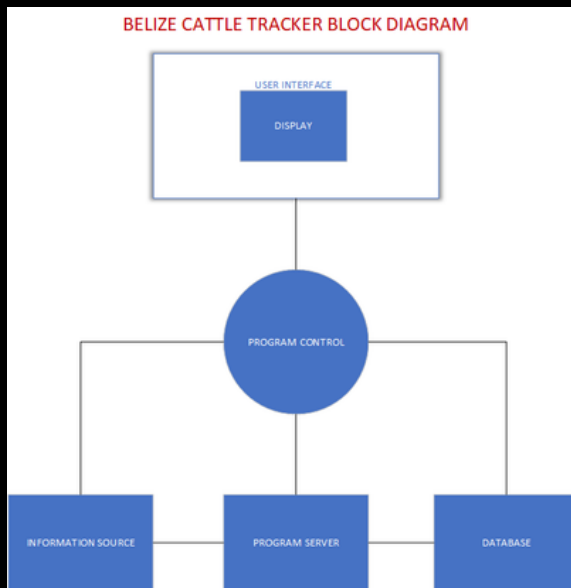 BELIZE CATTLE TRACKER BLOCK DIAGRAM
USER INTERFACE
DISPLAY
PROGRAM CONTROL
INFORMATION SOURCE
PROGRAM SERVER
DATABASE